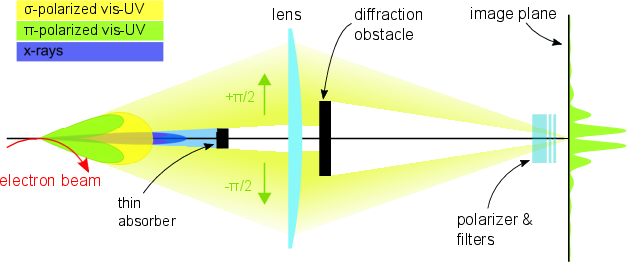 σ-polarized vis-UV
π-polarized vis-UV
x-rays
lens
diffraction
obstacle
image plane
+π/2
-π/2
electron beam
thin
absorber
polarizer &
filters